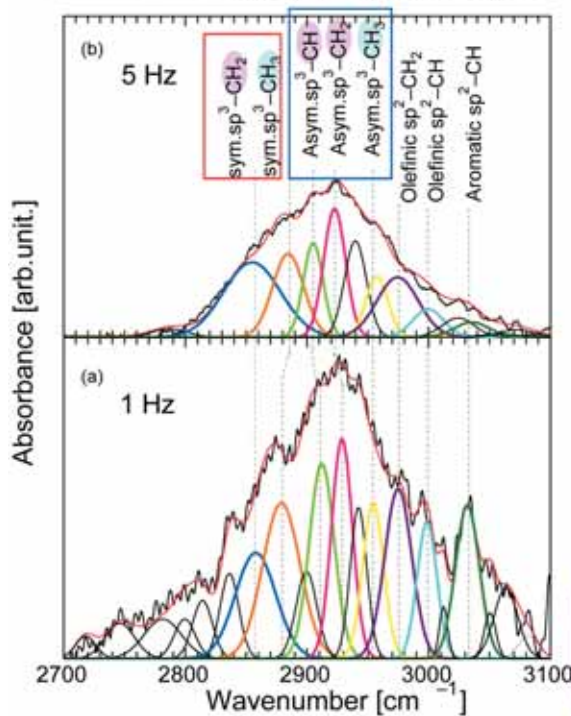 (b)
5 Hz
sym.sp³–CH₂
sym.sp³–CH₃
Asym.sp³–CH
Asym.sp³–CH₂
Asym.sp³–CH₃
Olefinic sp²–CH₂
Olefinic sp²–CH
Aromatic sp²–CH
Absorbance [arb.unit.]
(a)
1 Hz
2700 2800 2900 3000 3100
Wavenumber [cm⁻¹]